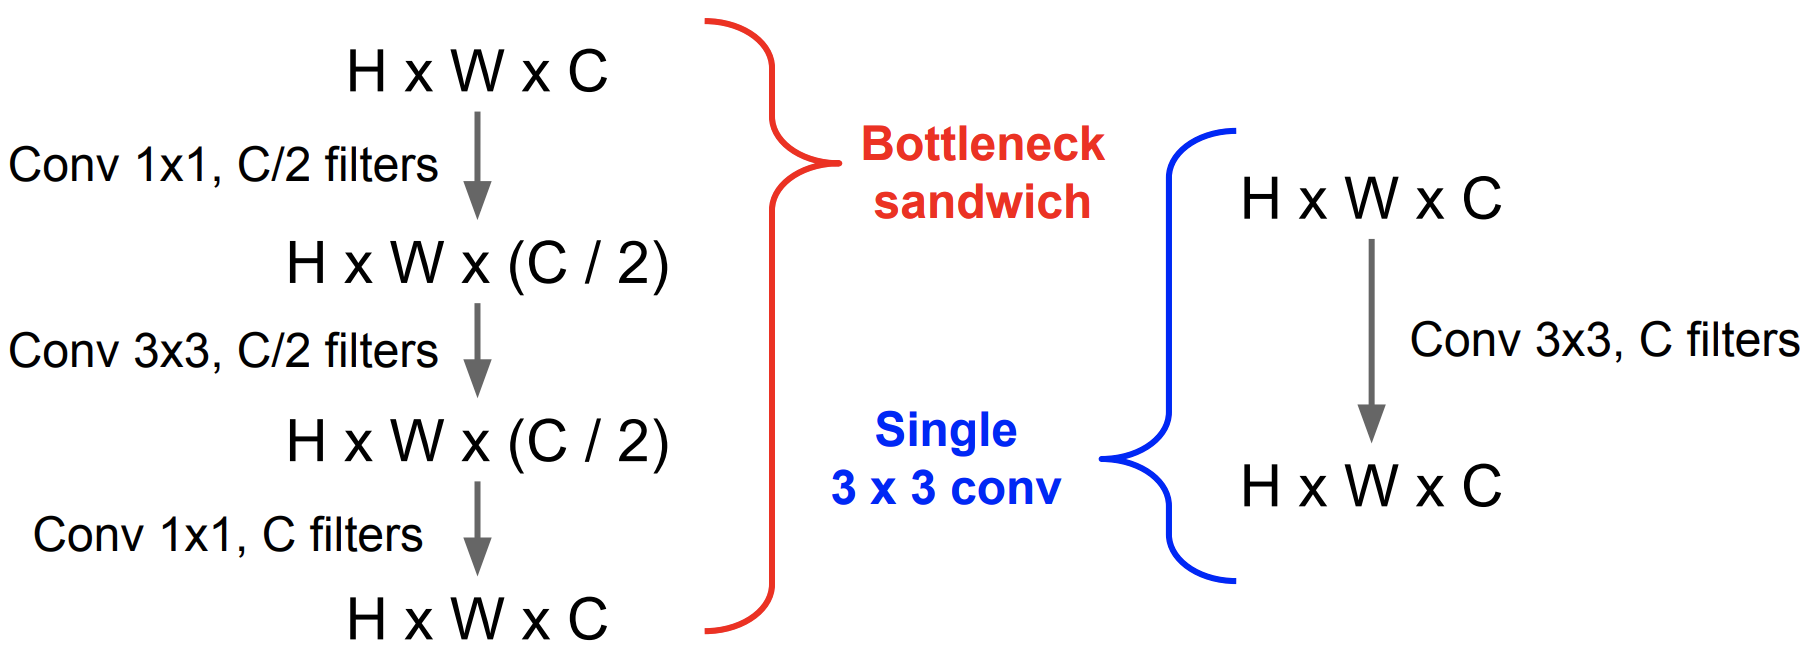 H x W x C
Conv 1x1, C/2 filters
H x W x (C / 2)
Conv 3x3, C/2 filters
H x W x (C / 2)
Conv 1x1, C filters
H x W x C
Bottleneck
sandwich
Single
3 x 3 conv
H x W x C
Conv 3x3, C filters
H x W x C